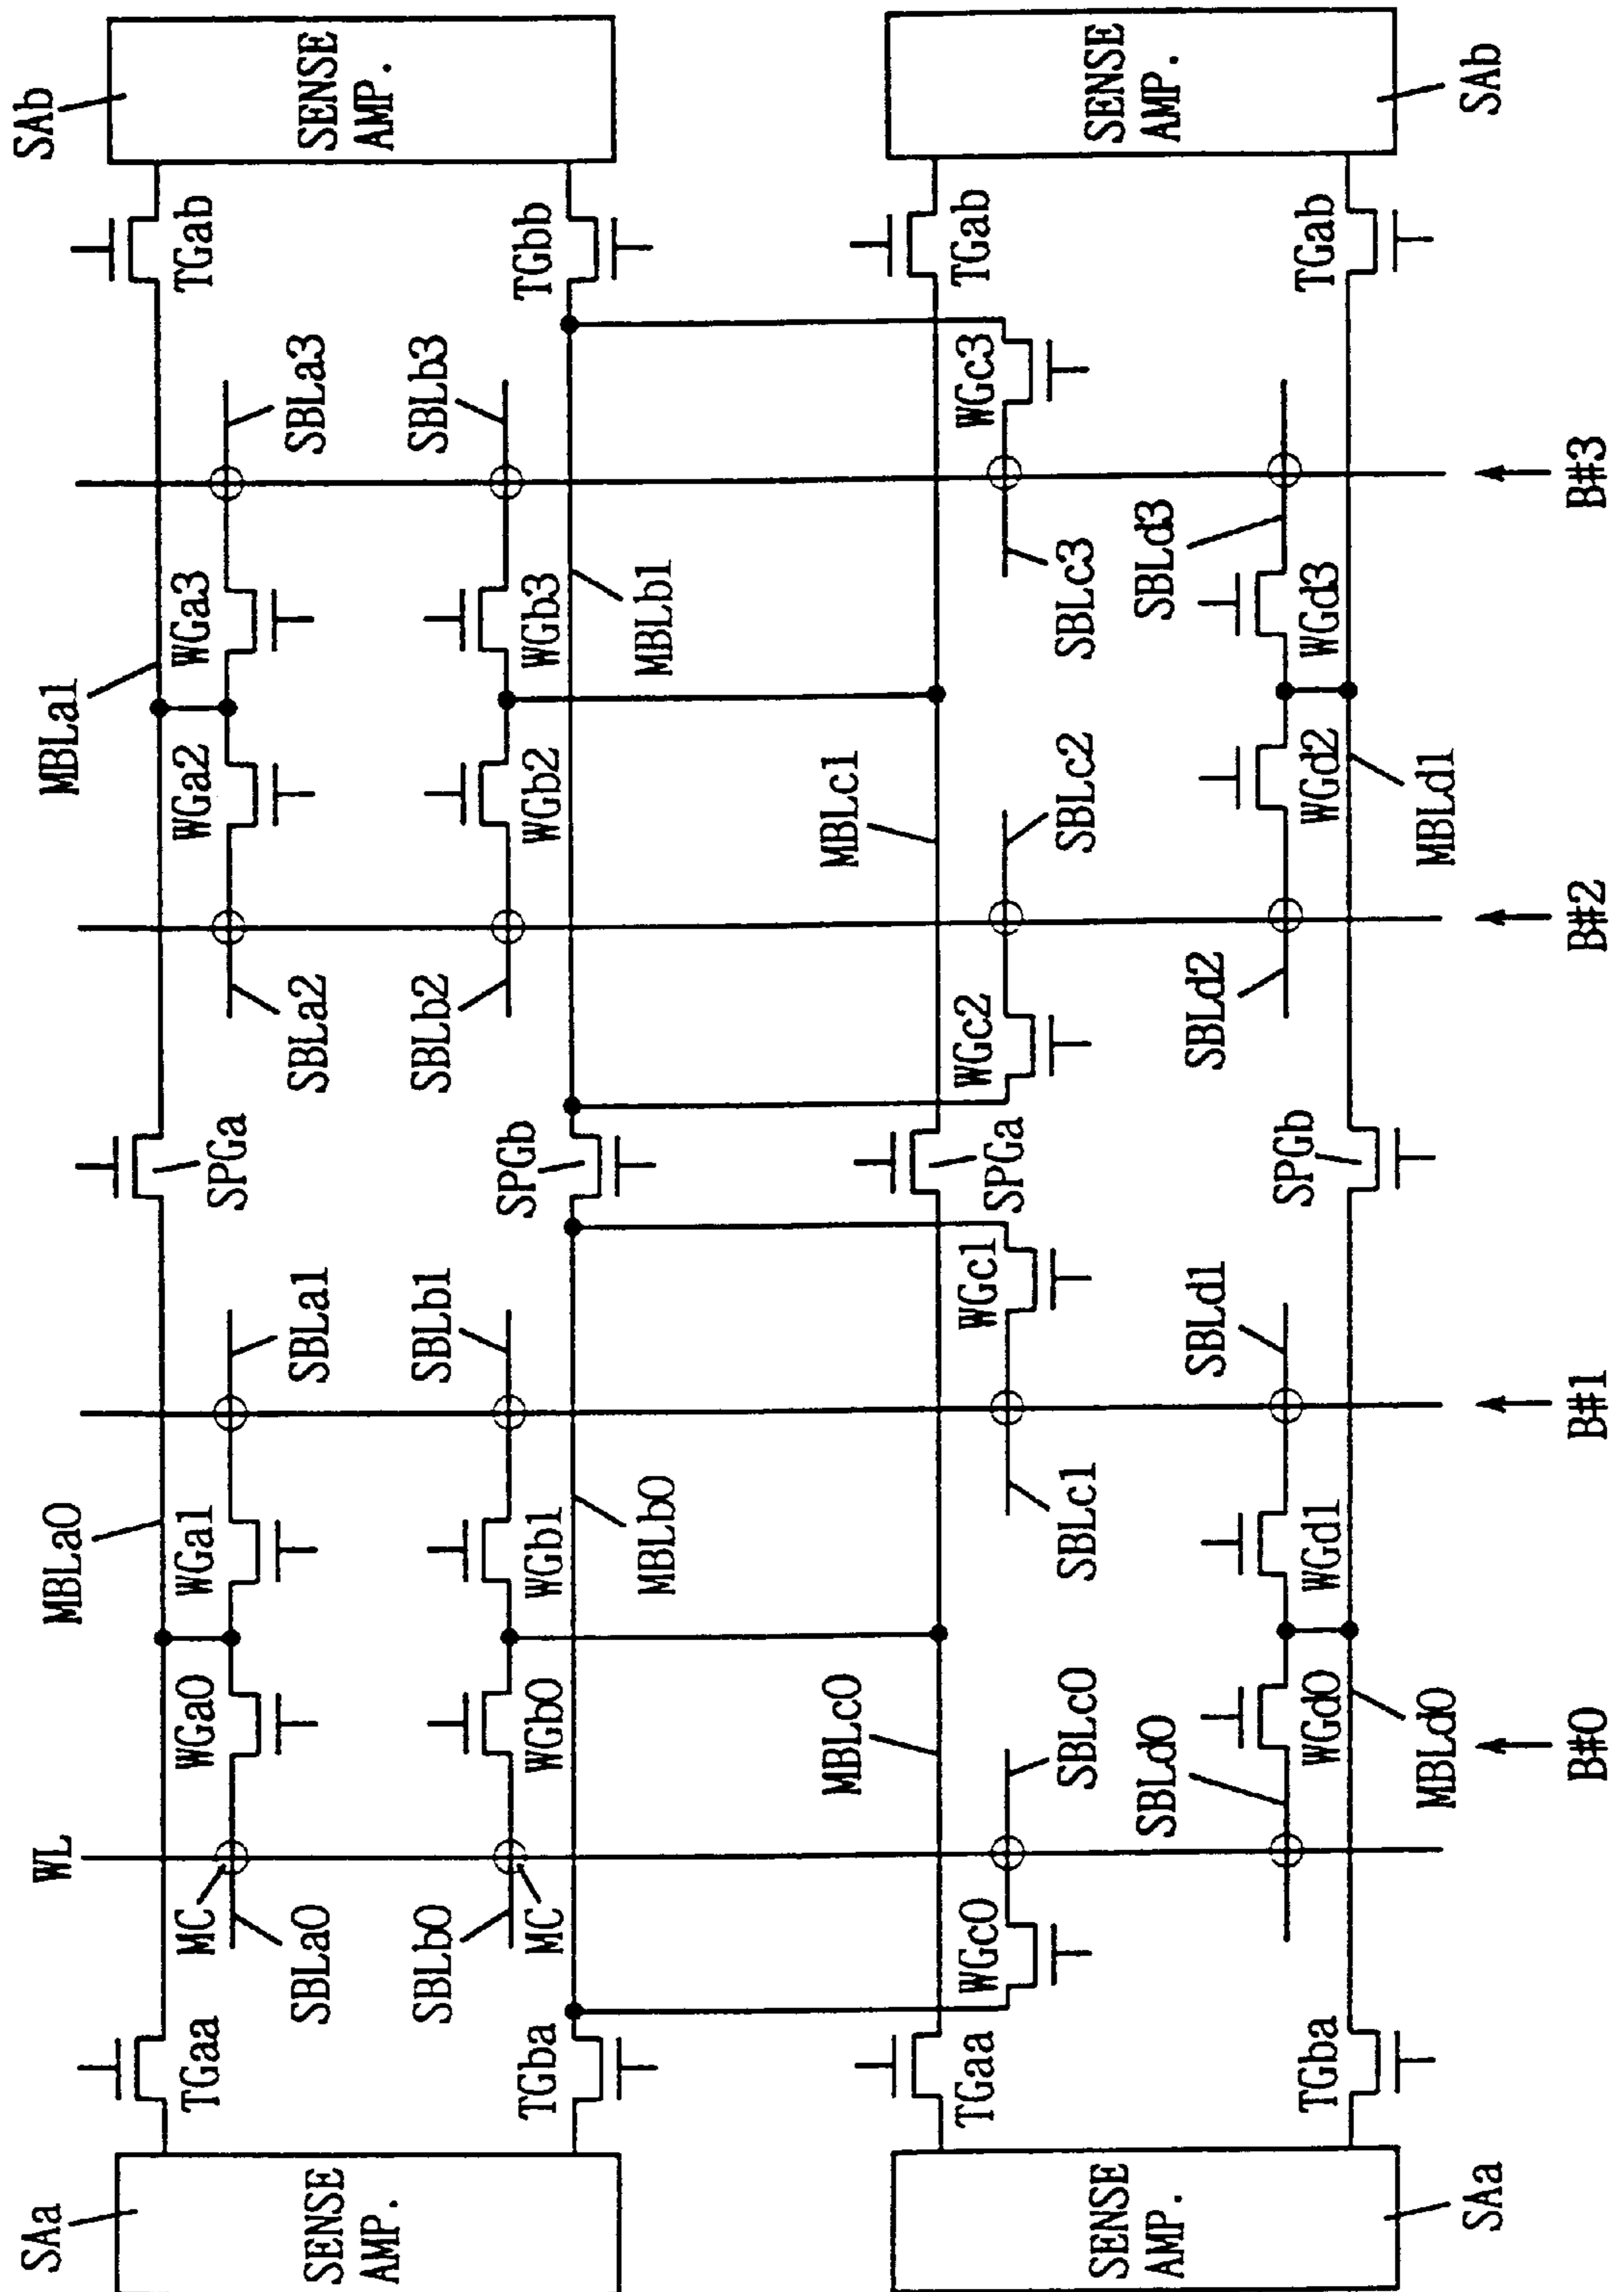 SAb
SAb
SENSE
AMP.
SENSE
AMP.
TGab
TGbb
TGab
TGab
SBLa3
SBLb3
WGc3
B#3
WGa3
WGb3
MBLb1
SBLc3
SBLd3
WGd3
MBLa1
WGa2
WGb2
MBLc1
SBLc2
WGd2
MBLd1
B#2
SBLa2
SBLb2
WGc2
SBLd2
SPGa
SPGb
SPGa
SPGb
SBLa1
SBLb1
WGc1
SBLd1
B#1
MBLa0
WGa1
WGb1
MBLb0
SBLc1
WGd1
WGa0
WGb0
MBLc0
SBLc0
SBLd0
WGd0
MBLd0
B#0
WL
MC
SBLa0
SBLb0
MC
WGc0
TGaa
TGba
TGaa
TGba
SAa
SENSE
AMP.
SENSE
AMP.
SAa